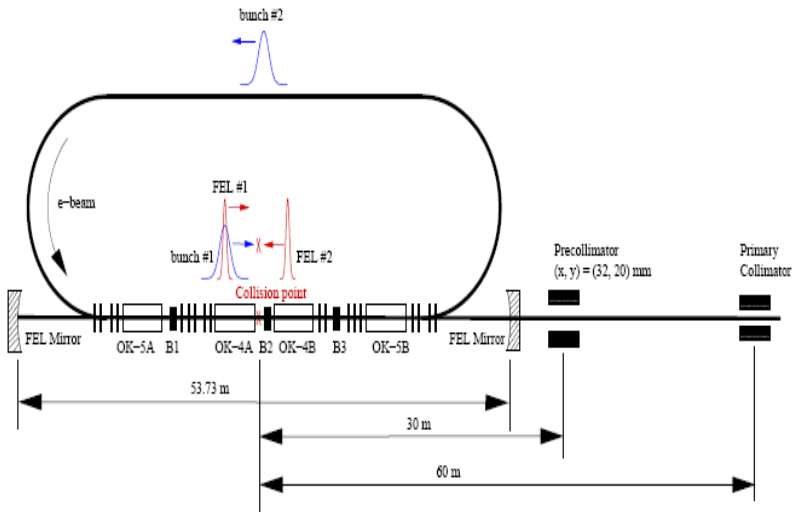 bunch #2
e-beam
FEL #1
bunch #1
X
FEL #2
Collision point
X
Precollimator
(x, y) = (32, 20) mm
Primary
Collimator
FEL Mirror
OK-5A
B1
OK-4A
B2
OK-4B
B3
OK-5B
FEL Mirror
53.73 m
30 m
60 m